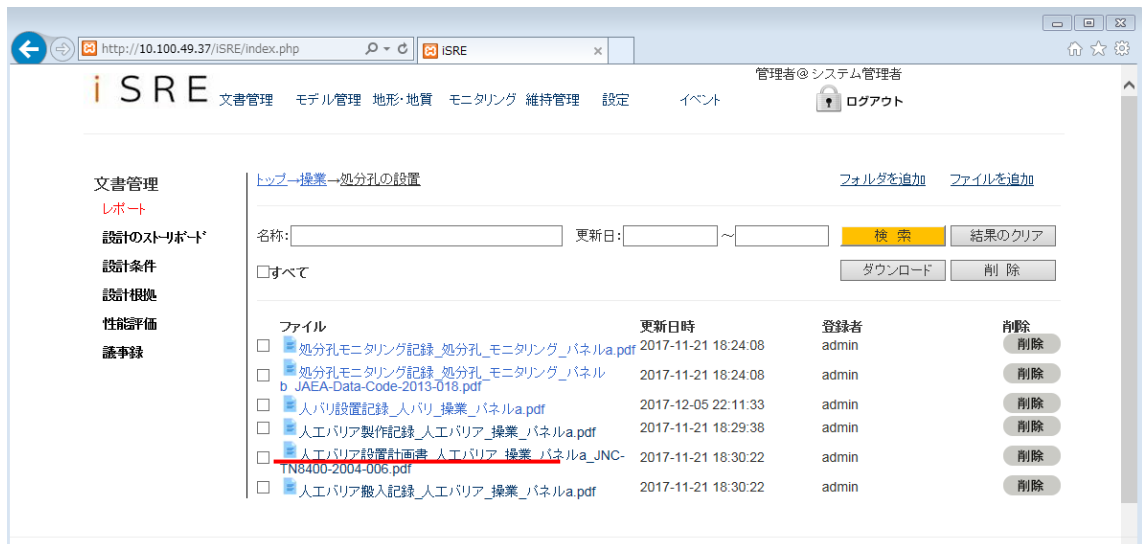 http://10.100.49.37/iSRE/index.php iSRE
管理者@システム管理者
iSRE 文書管理 モデル管理 地形・地質 モニタリング 維持管理 設定 イベント ログアウト
文書管理 トップ→操業→処分孔の設置 フォルダを追加 ファイルを追加
レポート
設計のストーリボード 名称: 更新日: ～ 検 索 結果のクリア
設計条件 □すべて ダウンロード 削 除
設計根拠
性能評価 ファイル 更新日時 登録者 削除
議事録
処分孔モニタリング記録_処分孔_モニタリング_パネルa.pdf 2017-11-21 18:24:08 admin 削除
処分孔モニタリング記録_処分孔_モニタリング_パネル
b_JAEA-Data-Code-2013-018.pdf 2017-11-21 18:24:08 admin 削除
人バリ設置記録_人バリ_操業_パネルa.pdf 2017-12-05 22:11:33 admin 削除
人工バリア製作記録_人工バリア_操業_パネルa.pdf 2017-11-21 18:29:38 admin 削除
人工バリア設置計画書_人工バリア_操業_パネルa_JNC-
TN8400-2004-006.pdf 2017-11-21 18:30:22 admin 削除
人工バリア搬入記録_人工バリア_操業_パネルa.pdf 2017-11-21 18:30:22 admin 削除